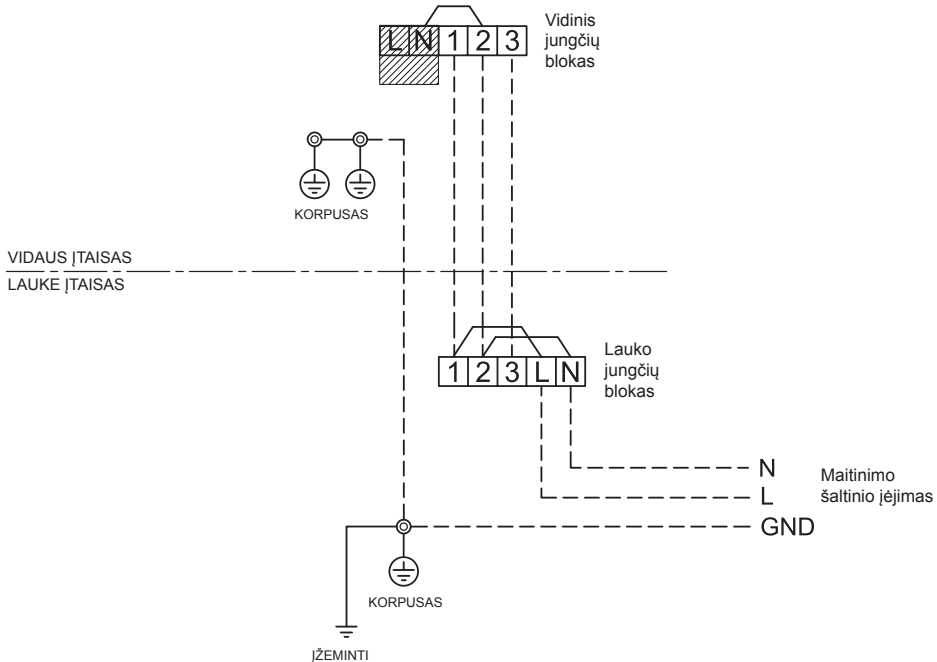 Vidinis
jungčių
blokas
L N 1 2 3
KORPUSAS
VIDAUS ĮTAISAS
LAUKE ĮTAISAS
Lauko
jungčių
blokas
1 2 3 L N
N
L
GND
Maitinimo
šaltinio įėjimas
KORPUSAS
ĮŽEMINTI